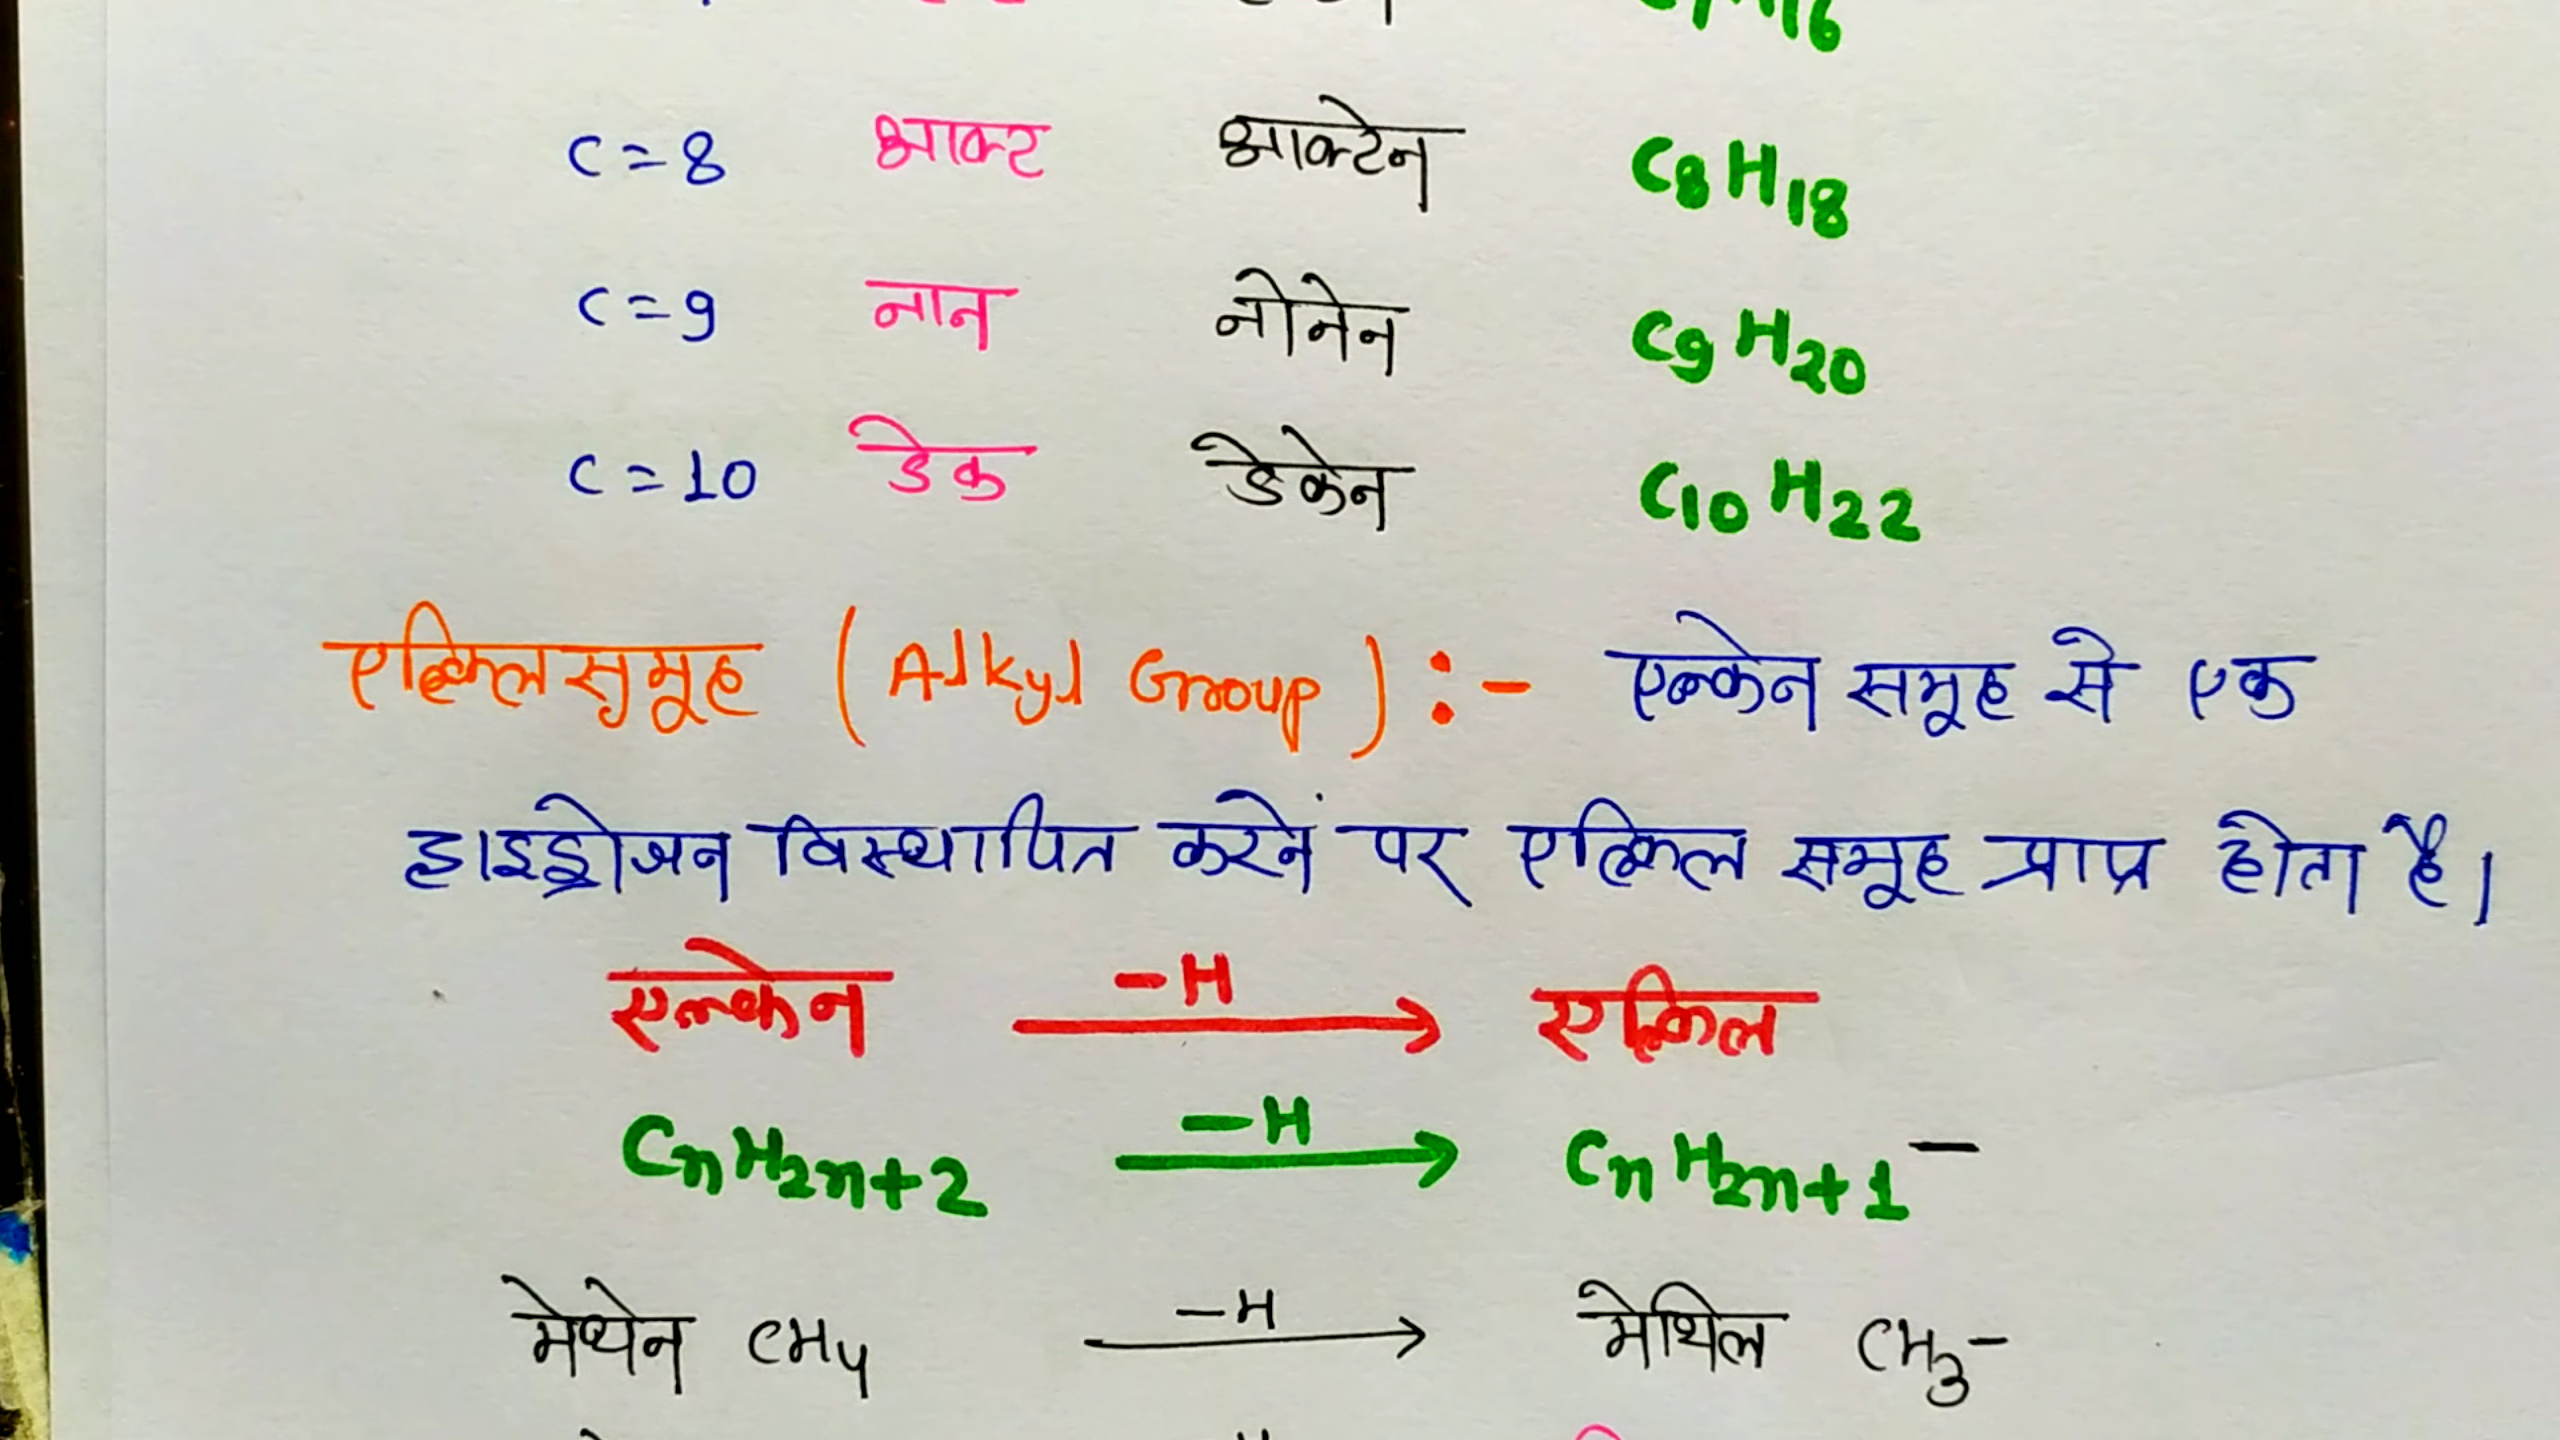 16
C=8 आक्ट आक्टेन C8H18
C=9 नान नोनेन C9H20
C=10 डेक डेकेन C10H22
एल्किल समूह (Alkyl Group) :- एल्केन समूह से एक
हाइड्रोजन विस्थापित करनें पर एल्किल समूह प्राप्त होता है।
एल्केन -H→ एल्किल
CnH2n+2 -H→ CnH2n+1-
मेथेन CH4 -H→ मेथिल CH3-